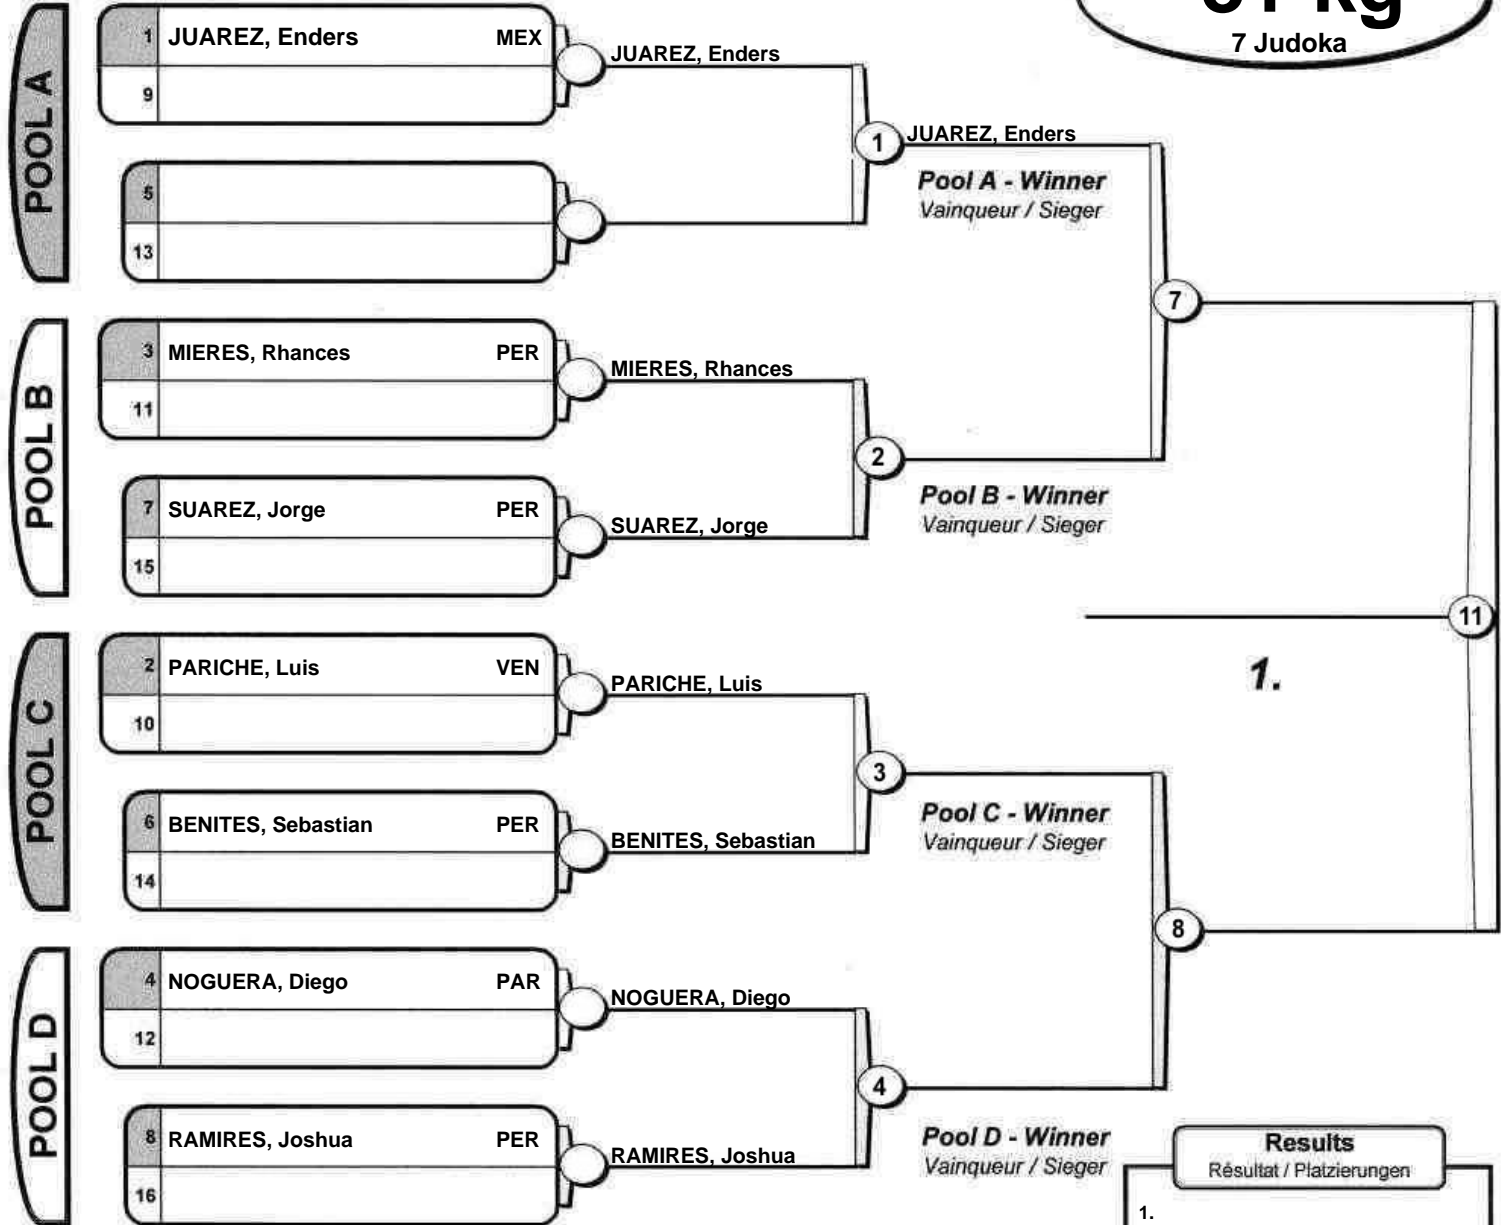 7 Judoka
POOL A
1 JUAREZ, Enders MEX
9
JUAREZ, Enders
5
13
1 JUAREZ, Enders
Pool A - Winner
Vainqueur / Sieger
POOL B
3 MIERES, Rhances PER
11
MIERES, Rhances
7 SUAREZ, Jorge PER
15
SUAREZ, Jorge
2
Pool B - Winner
Vainqueur / Sieger
7
POOL C
2 PARICHE, Luis VEN
10
PARICHE, Luis
6 BENITES, Sebastian PER
14
BENITES, Sebastian
3
Pool C - Winner
Vainqueur / Sieger
11
1.
POOL D
4 NOGUERA, Diego PAR
12
NOGUERA, Diego
8 RAMIRES, Joshua PER
16
RAMIRES, Joshua
4
Pool D - Winner
Vainqueur / Sieger
8
Results
Résultat / Platzierungen
1.